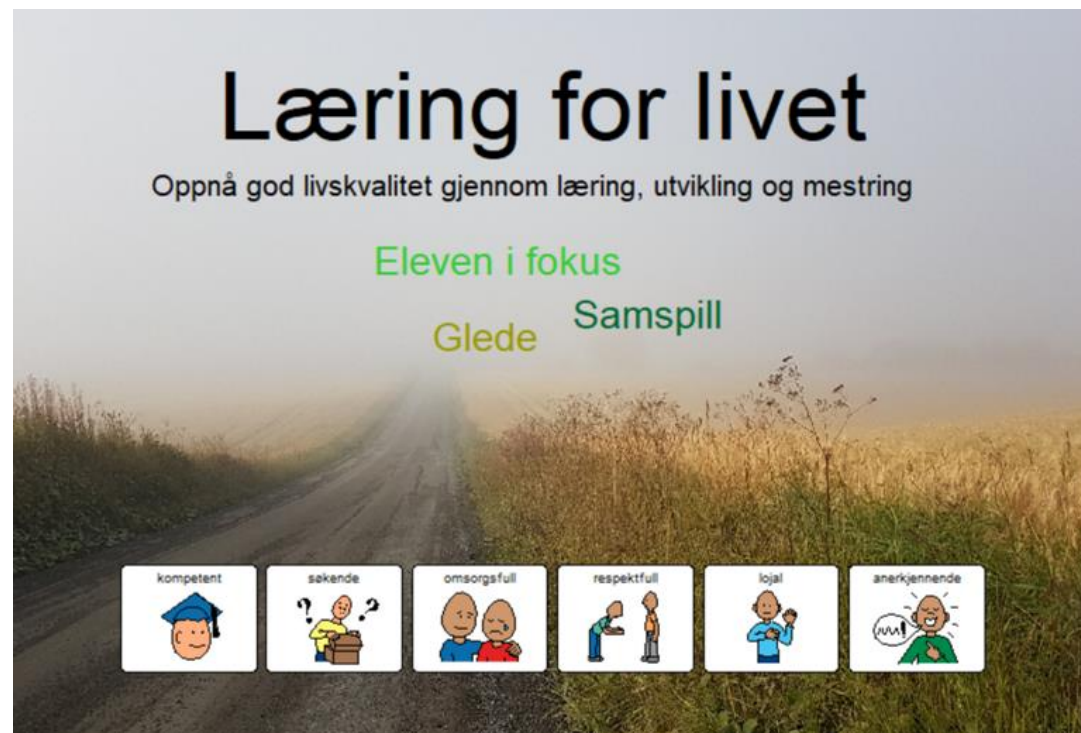 Læring for livet
Oppnå god livskvalitet gjennom læring, utvikling og mestring
Eleven i fokus
Samspill
Glede
kompetent
søkende
omsorgsfull
respektfull
lojal
anerkjennende